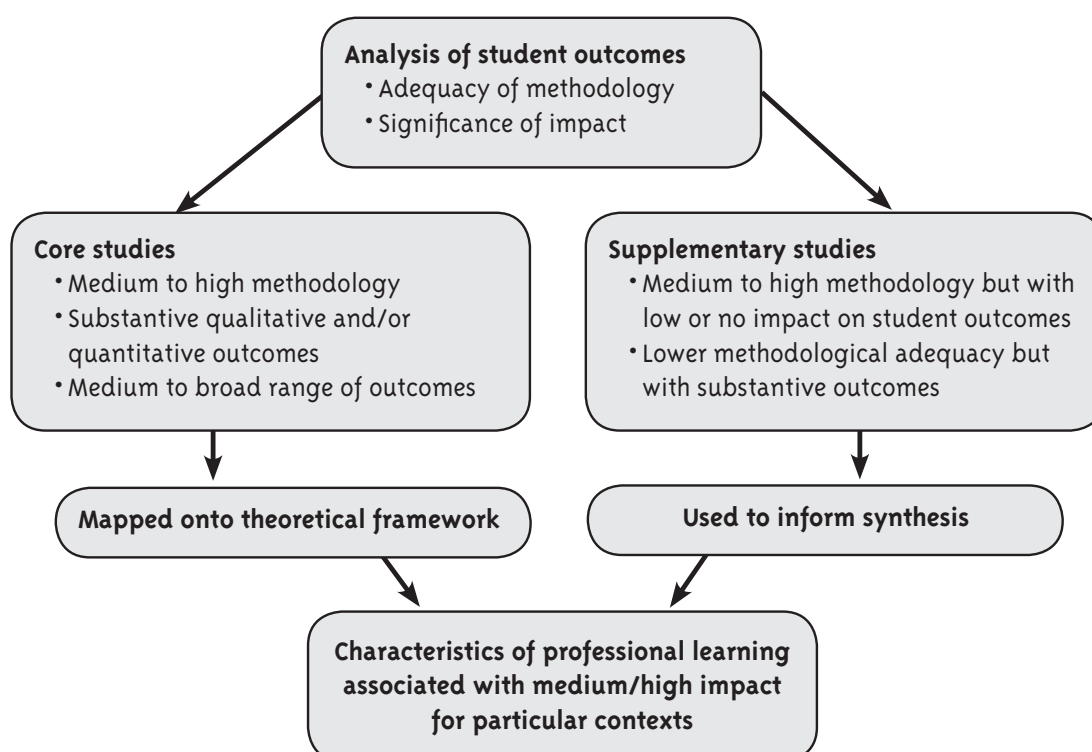 Analysis of student outcomes
• Adequacy of methodology
• Significance of impact
Core studies
• Medium to high methodology
• Substantive qualitative and/or
quantitative outcomes
• Medium to broad range of outcomes
Supplementary studies
• Medium to high methodology but with
low or no impact on student outcomes
• Lower methodological adequacy but
with substantive outcomes
Mapped onto theoretical framework
Used to inform synthesis
Characteristics of professional learning
associated with medium/high impact
for particular contexts